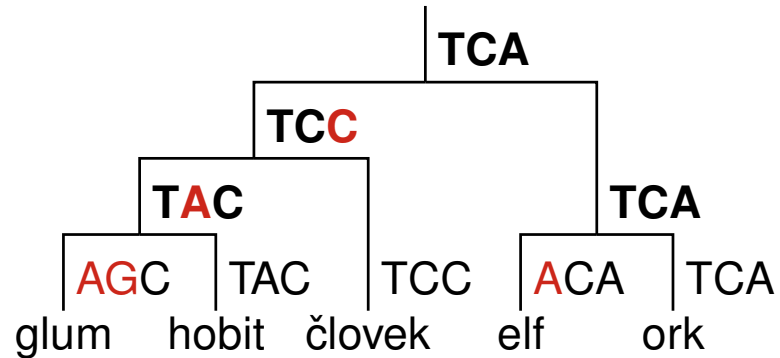 TCA
TCC
TAC TCA
AGC TAC TCC ACA TCA
glum hobit človek elf ork